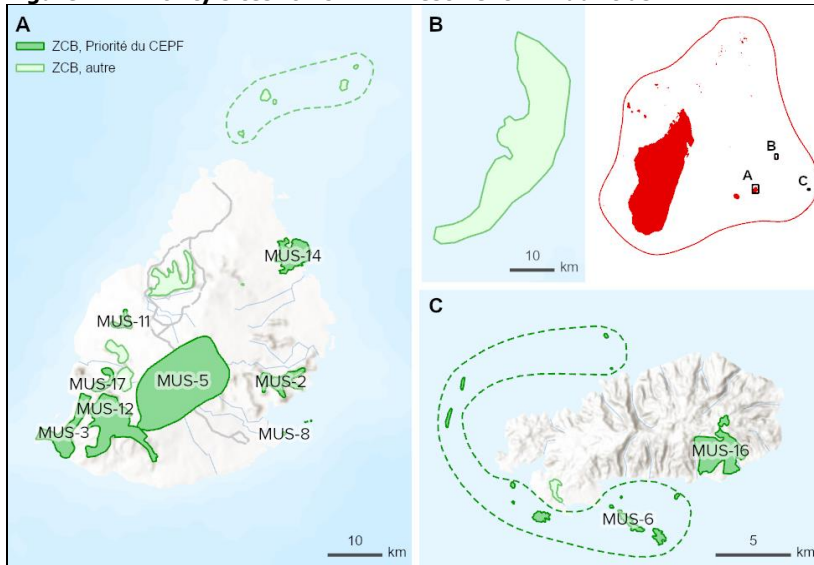 A
ZCB, Priorité du CEPF
ZCB, autre
MUS-14
MUS-11
MUS-17
MUS-5
MUS-2
MUS-12
MUS-3
MUS-8
10
km
B
10
km
A
B
C
C
MUS-16
MUS-6
5
km